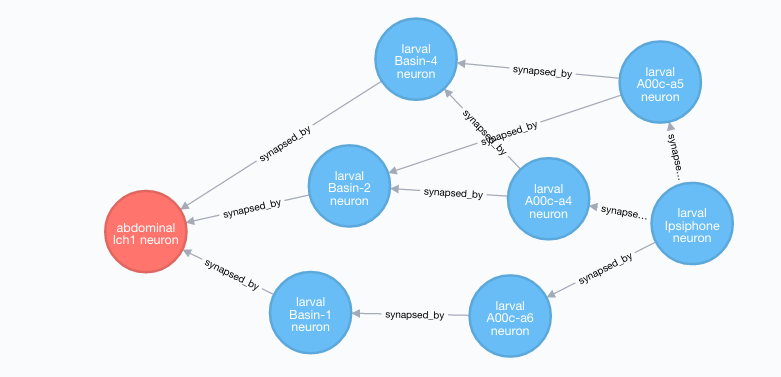 larval
Basin-4
neuron
synapsed_by
larval
A00c-a5
neuron
synapsed_by
synapsed_by
synapsed_by
synapse...
larval
Basin-2
neuron
synapsed_by
larval
A00c-a4
neuron
synapse...
larval
Ipsiphone
neuron
abdominal
lch1 neuron
synapsed_by
synapsed_by
synapsed_by
larval
Basin-1
neuron
synapsed_by
larval
A00c-a6
neuron